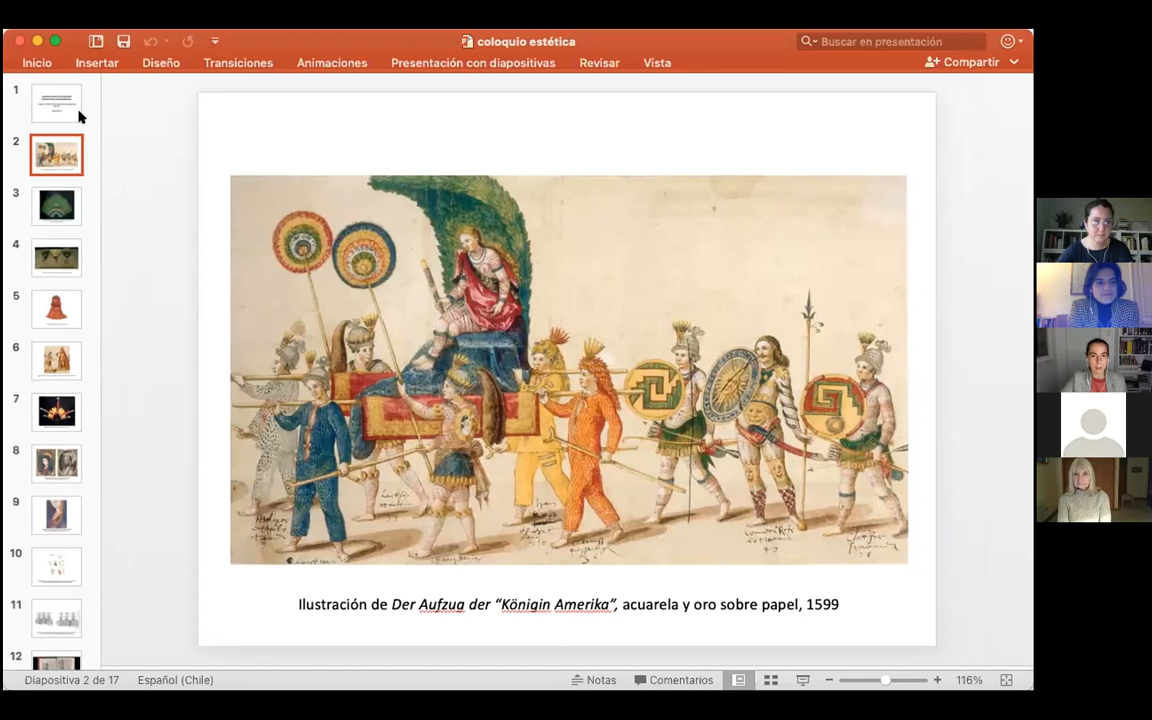 coloquio estética
Buscar en presentación
Inicio
Insertar
Diseño
Transiciones
Animaciones
Presentación con diapositivas
Revisar
Vista
Compartir
1
2
3
4
5
6
7
8
9
10
11
12
Ilustración de Der Aufzug der “Königin Amerika”, acuarela y oro sobre papel, 1599
Diapositiva 2 de 17
Español (Chile)
Notas
Comentarios
116%